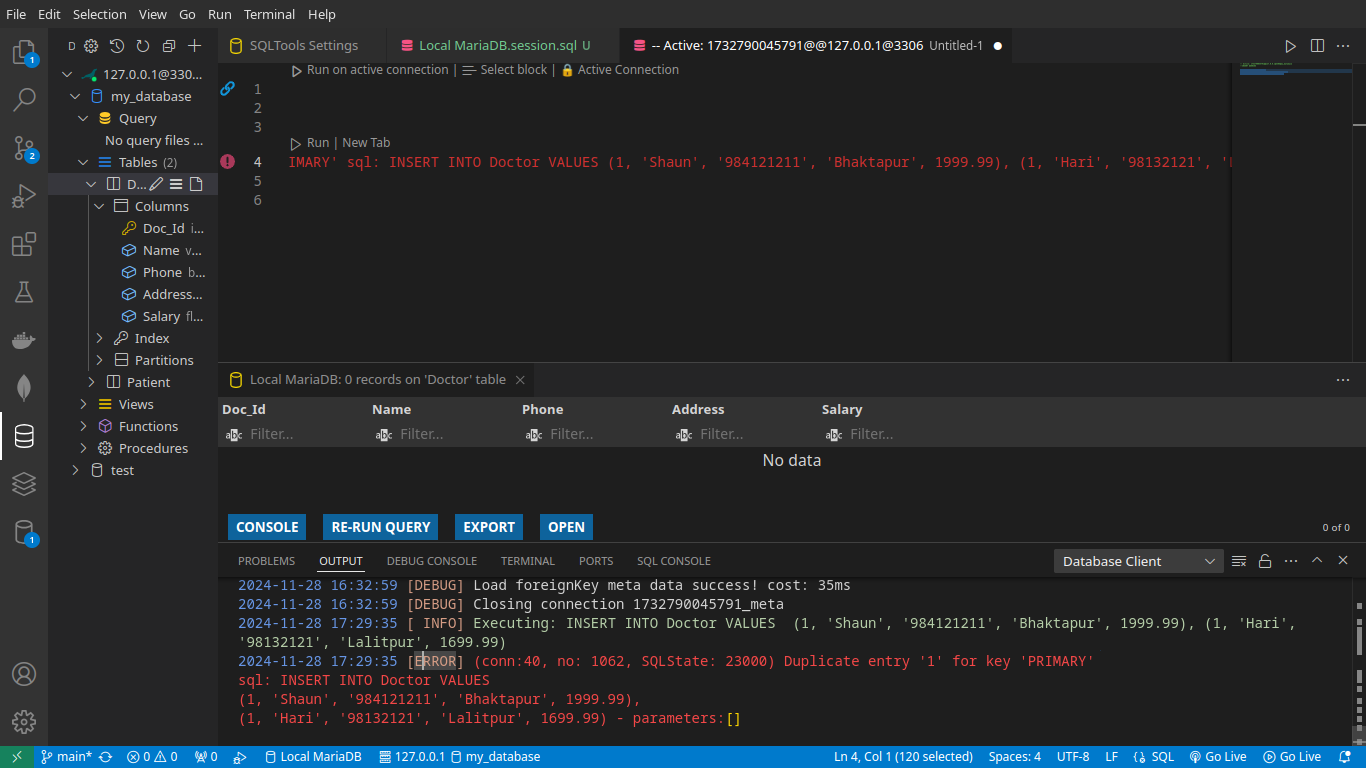 File Edit Selection View Go Run Terminal Help
D
SQLTools Settings
Local MariaDB.session.sql U
-- Active: 1732790045791@@127.0.0.1@3306 Untitled-1
1
127.0.0.1@330...
my_database
Query
No query files ...
Tables (2)
D...
Columns
Doc_Id i...
Name v...
Phone b...
Address...
Salary fl...
Index
Partitions
Patient
Views
Functions
Procedures
test
2
1
Run on active connection | Select block | Active Connection
1
2
3
Run | New Tab
4 IMARY' sql: INSERT INTO Doctor VALUES (1, 'Shaun', '984121211', 'Bhaktapur', 1999.99), (1, 'Hari', '98132121', '
5
6
Local MariaDB: 0 records on 'Doctor' table
Doc_Id Name Phone Address Salary
abc Filter... abc Filter... abc Filter... abc Filter... abc Filter...
No data
CONSOLE RE-RUN QUERY EXPORT OPEN 0 of 0
PROBLEMS OUTPUT DEBUG CONSOLE TERMINAL PORTS SQL CONSOLE Database Client
2024-11-28 16:32:59 [DEBUG] Load foreignKey meta data success! cost: 35ms
2024-11-28 16:32:59 [DEBUG] Closing connection 1732790045791_meta
2024-11-28 17:29:35 [ INFO] Executing: INSERT INTO Doctor VALUES  (1, 'Shaun', '984121211', 'Bhaktapur', 1999.99), (1, 'Hari',
'98132121', 'Lalitpur', 1699.99)
2024-11-28 17:29:35 [ERROR] (conn:40, no: 1062, SQLState: 23000) Duplicate entry '1' for key 'PRIMARY'
sql: INSERT INTO Doctor VALUES
(1, 'Shaun', '984121211', 'Bhaktapur', 1999.99),
(1, 'Hari', '98132121', 'Lalitpur', 1699.99) - parameters:[]
main* 0 0 0 Local MariaDB 127.0.0.1 my_database Ln 4, Col 1 (120 selected) Spaces: 4 UTF-8 LF {} SQL Go Live Go Live